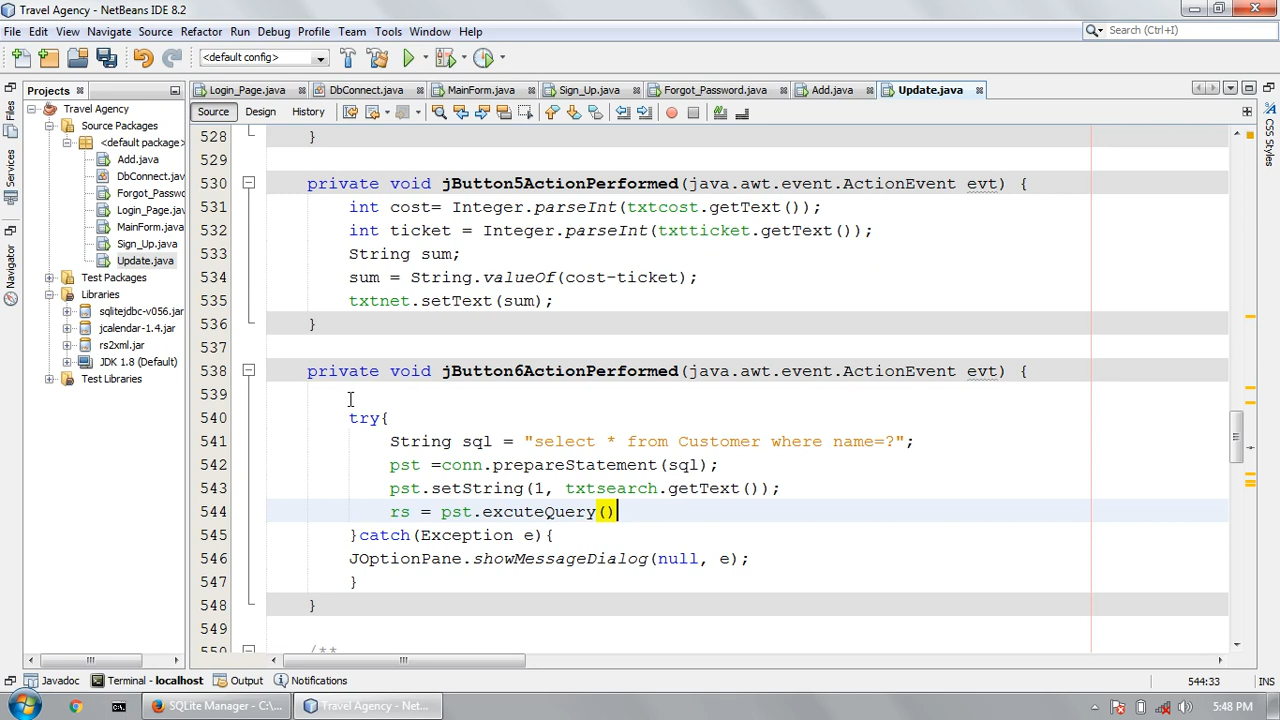 Travel Agency - NetBeans IDE 8.2
File Edit View Navigate Source Refactor Run Debug Profile Team Tools Window Help
Search (Ctrl+I)
<default config>
Projects
Login_Page.java DbConnect.java MainForm.java Sign_Up.java Forgot_Password.java Add.java Update.java
Source Design History
Files
Services
Navigator
CSS Styles
Travel Agency
Source Packages
<default package>
Add.java
DbConnect.java
Forgot_Passwo
Login_Page.jav
MainForm.java
Sign_Up.java
Update.java
Test Packages
Libraries
sqlitejdbc-v056.jar
jcalendar-1.4.jar
rs2xml.jar
JDK 1.8 (Default)
Test Libraries
528 }
529
530 private void jButton5ActionPerformed(java.awt.event.ActionEvent evt) {
531 int cost= Integer.parseInt(txtcost.getText());
532 int ticket = Integer.parseInt(txtticket.getText());
533 String sum;
534 sum = String.valueOf(cost-ticket);
535 txtnet.setText(sum);
536 }
537
538 private void jButton6ActionPerformed(java.awt.event.ActionEvent evt) {
539
540 try{
541 String sql = "select * from Customer where name=?";
542 pst =conn.prepareStatement(sql);
543 pst.setString(1, txtsearch.getText());
544 rs = pst.excuteQuery()
545 }catch(Exception e){
546 JOptionPane.showMessageDialog(null, e);
547 }
548 }
549
550 /**
Javadoc Terminal - localhost Output Notifications
544:33 INS
SQLite Manager - C:\... Travel Agency - Net...
5:48 PM